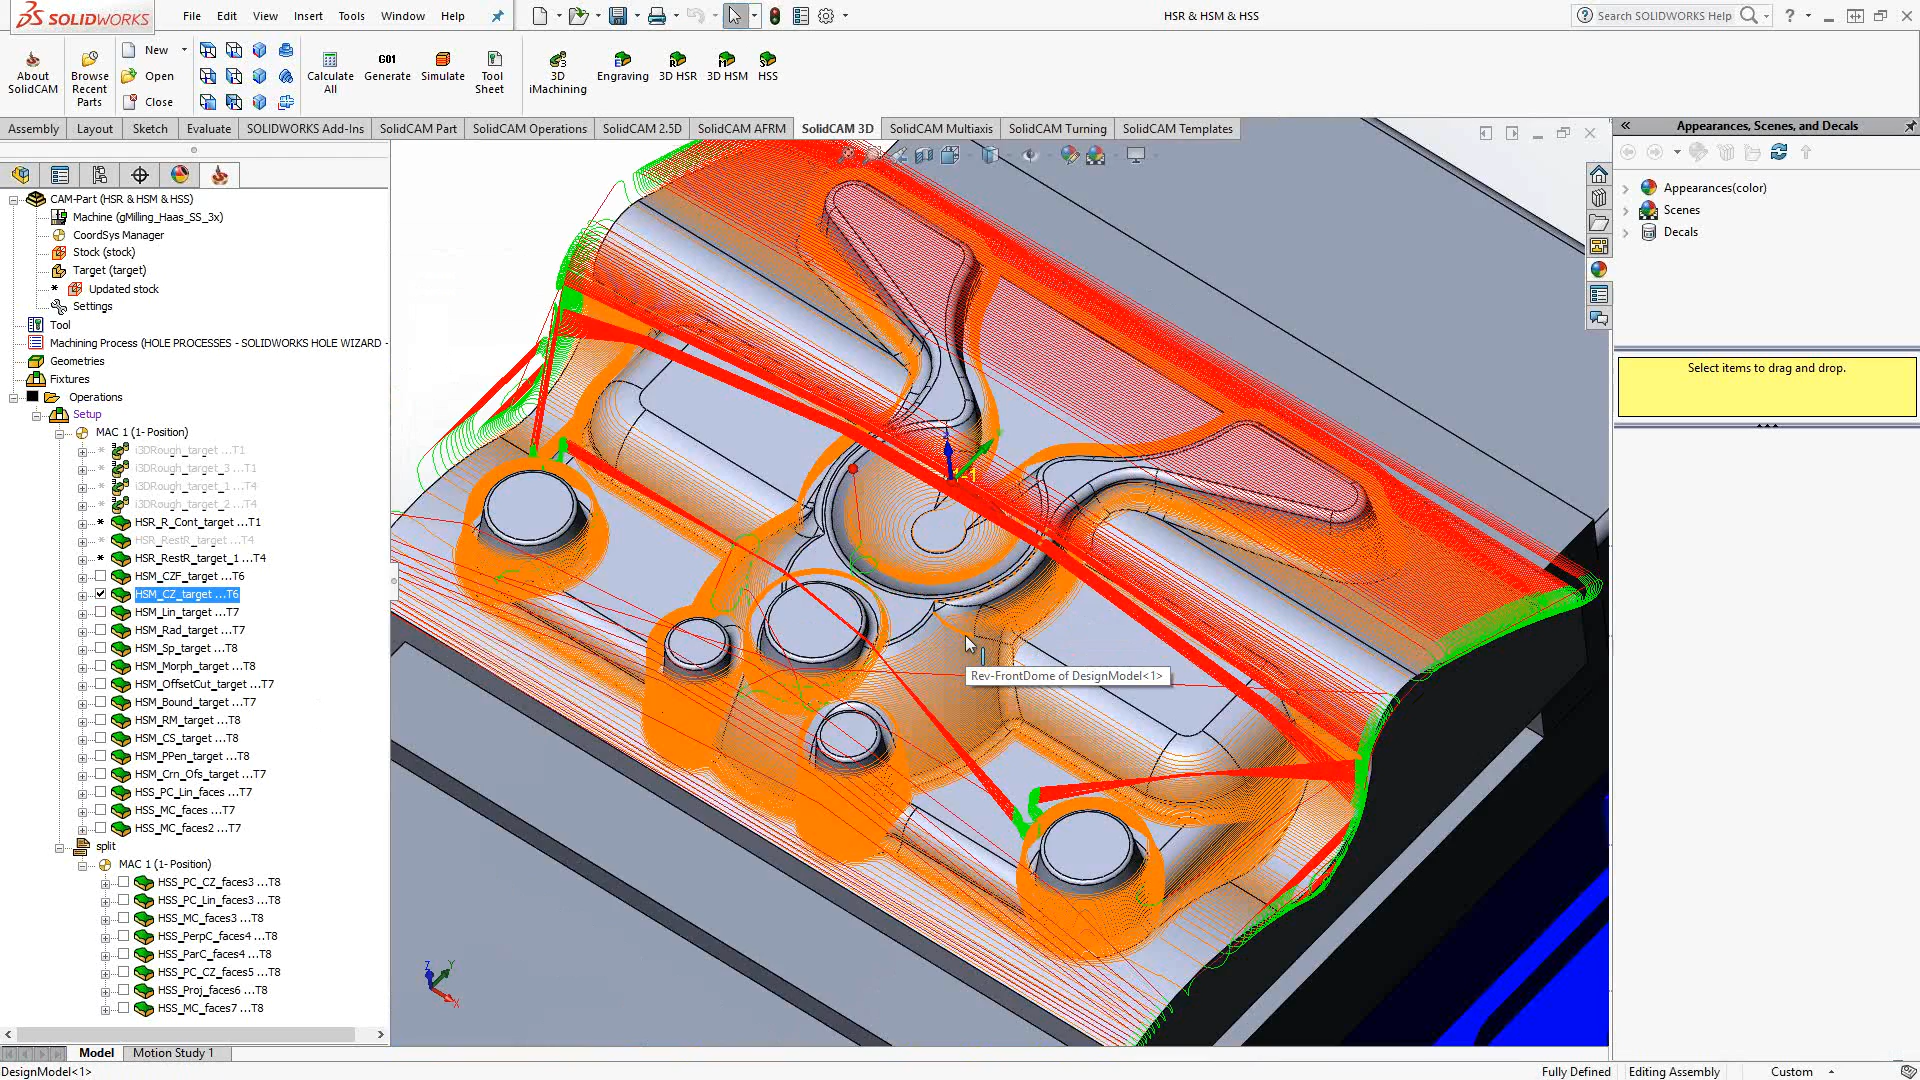 SOLIDWORKS
File Edit View Insert Tools Window Help
HSR & HSM & HSS
Search SOLIDWORKS Help
About SolidCAM
Browse Recent Parts
New
Open
Close
Calculate All
G01
Generate
Simulate
Tool Sheet
3D iMachining
Engraving
3D HSR
3D HSM
HSS
Assembly Layout Sketch Evaluate SOLIDWORKS Add-Ins SolidCAM Part SolidCAM Operations SolidCAM 2.5D SolidCAM AFRM SolidCAM 3D SolidCAM Multiaxis SolidCAM Turning SolidCAM Templates
CAM-Part (HSR & HSM & HSS)
Machine (gMilling_Haas_SS_3x)
CoordSys Manager
Stock (stock)
Target (target)
* Updated stock
Settings
Tool
Machining Process (HOLE PROCESSES - SOLIDWORKS HOLE WIZARD -
Geometries
Fixtures
Operations
Setup
MAC 1 (1- Position)
* i3DRough_target ...T1
* i3DRough_target_3 ...T1
* i3DRough_target_1 ...T4
* i3DRough_target_2 ...T4
* HSR_R_Cont_target ...T1
* HSR_RestR_target ...T4
* HSR_RestR_target_1 ...T4
HSM_CZF_target ...T6
HSM_CZ_target ...T6
HSM_Lin_target ...T7
HSM_Rad_target ...T7
HSM_Sp_target ...T8
HSM_Morph_target ...T8
HSM_OffsetCut_target ...T7
HSM_Bound_target ...T7
HSM_RM_target ...T8
HSM_CS_target ...T8
HSM_PPen_target ...T8
HSM_Crn_Ofs_target ...T7
HSS_PC_Lin_faces ...T7
HSS_MC_faces ...T7
HSS_MC_faces2 ...T7
split
MAC 1 (1- Position)
HSS_PC_CZ_faces3 ...T8
HSS_PC_Lin_faces3 ...T8
HSS_MC_faces3 ...T8
HSS_PerpC_faces4 ...T8
HSS_ParC_faces4 ...T8
HSS_PC_CZ_faces5 ...T8
HSS_Proj_faces6 ...T8
HSS_MC_faces7 ...T8
Rev-FrontDome of DesignModel<1>
Z
Y
X
Appearances, Scenes, and Decals
Appearances(color)
Scenes
Decals
Select items to drag and drop.
Model Motion Study 1
DesignModel<1>
Fully Defined Editing Assembly Custom